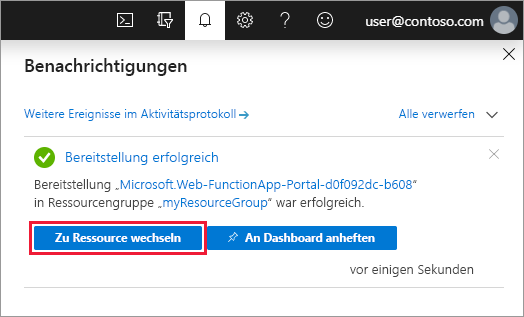 user@contoso.com
Benachrichtigungen
Weitere Ereignisse im Aktivitätsprotokoll →
Alle verwerfen
Bereitstellung erfolgreich
Bereitstellung „Microsoft.Web-FunctionApp-Portal-d0f092dc-b608“
in Ressourcengruppe „myResourceGroup“ war erfolgreich.
Zu Ressource wechseln
An Dashboard anheften
vor einigen Sekunden